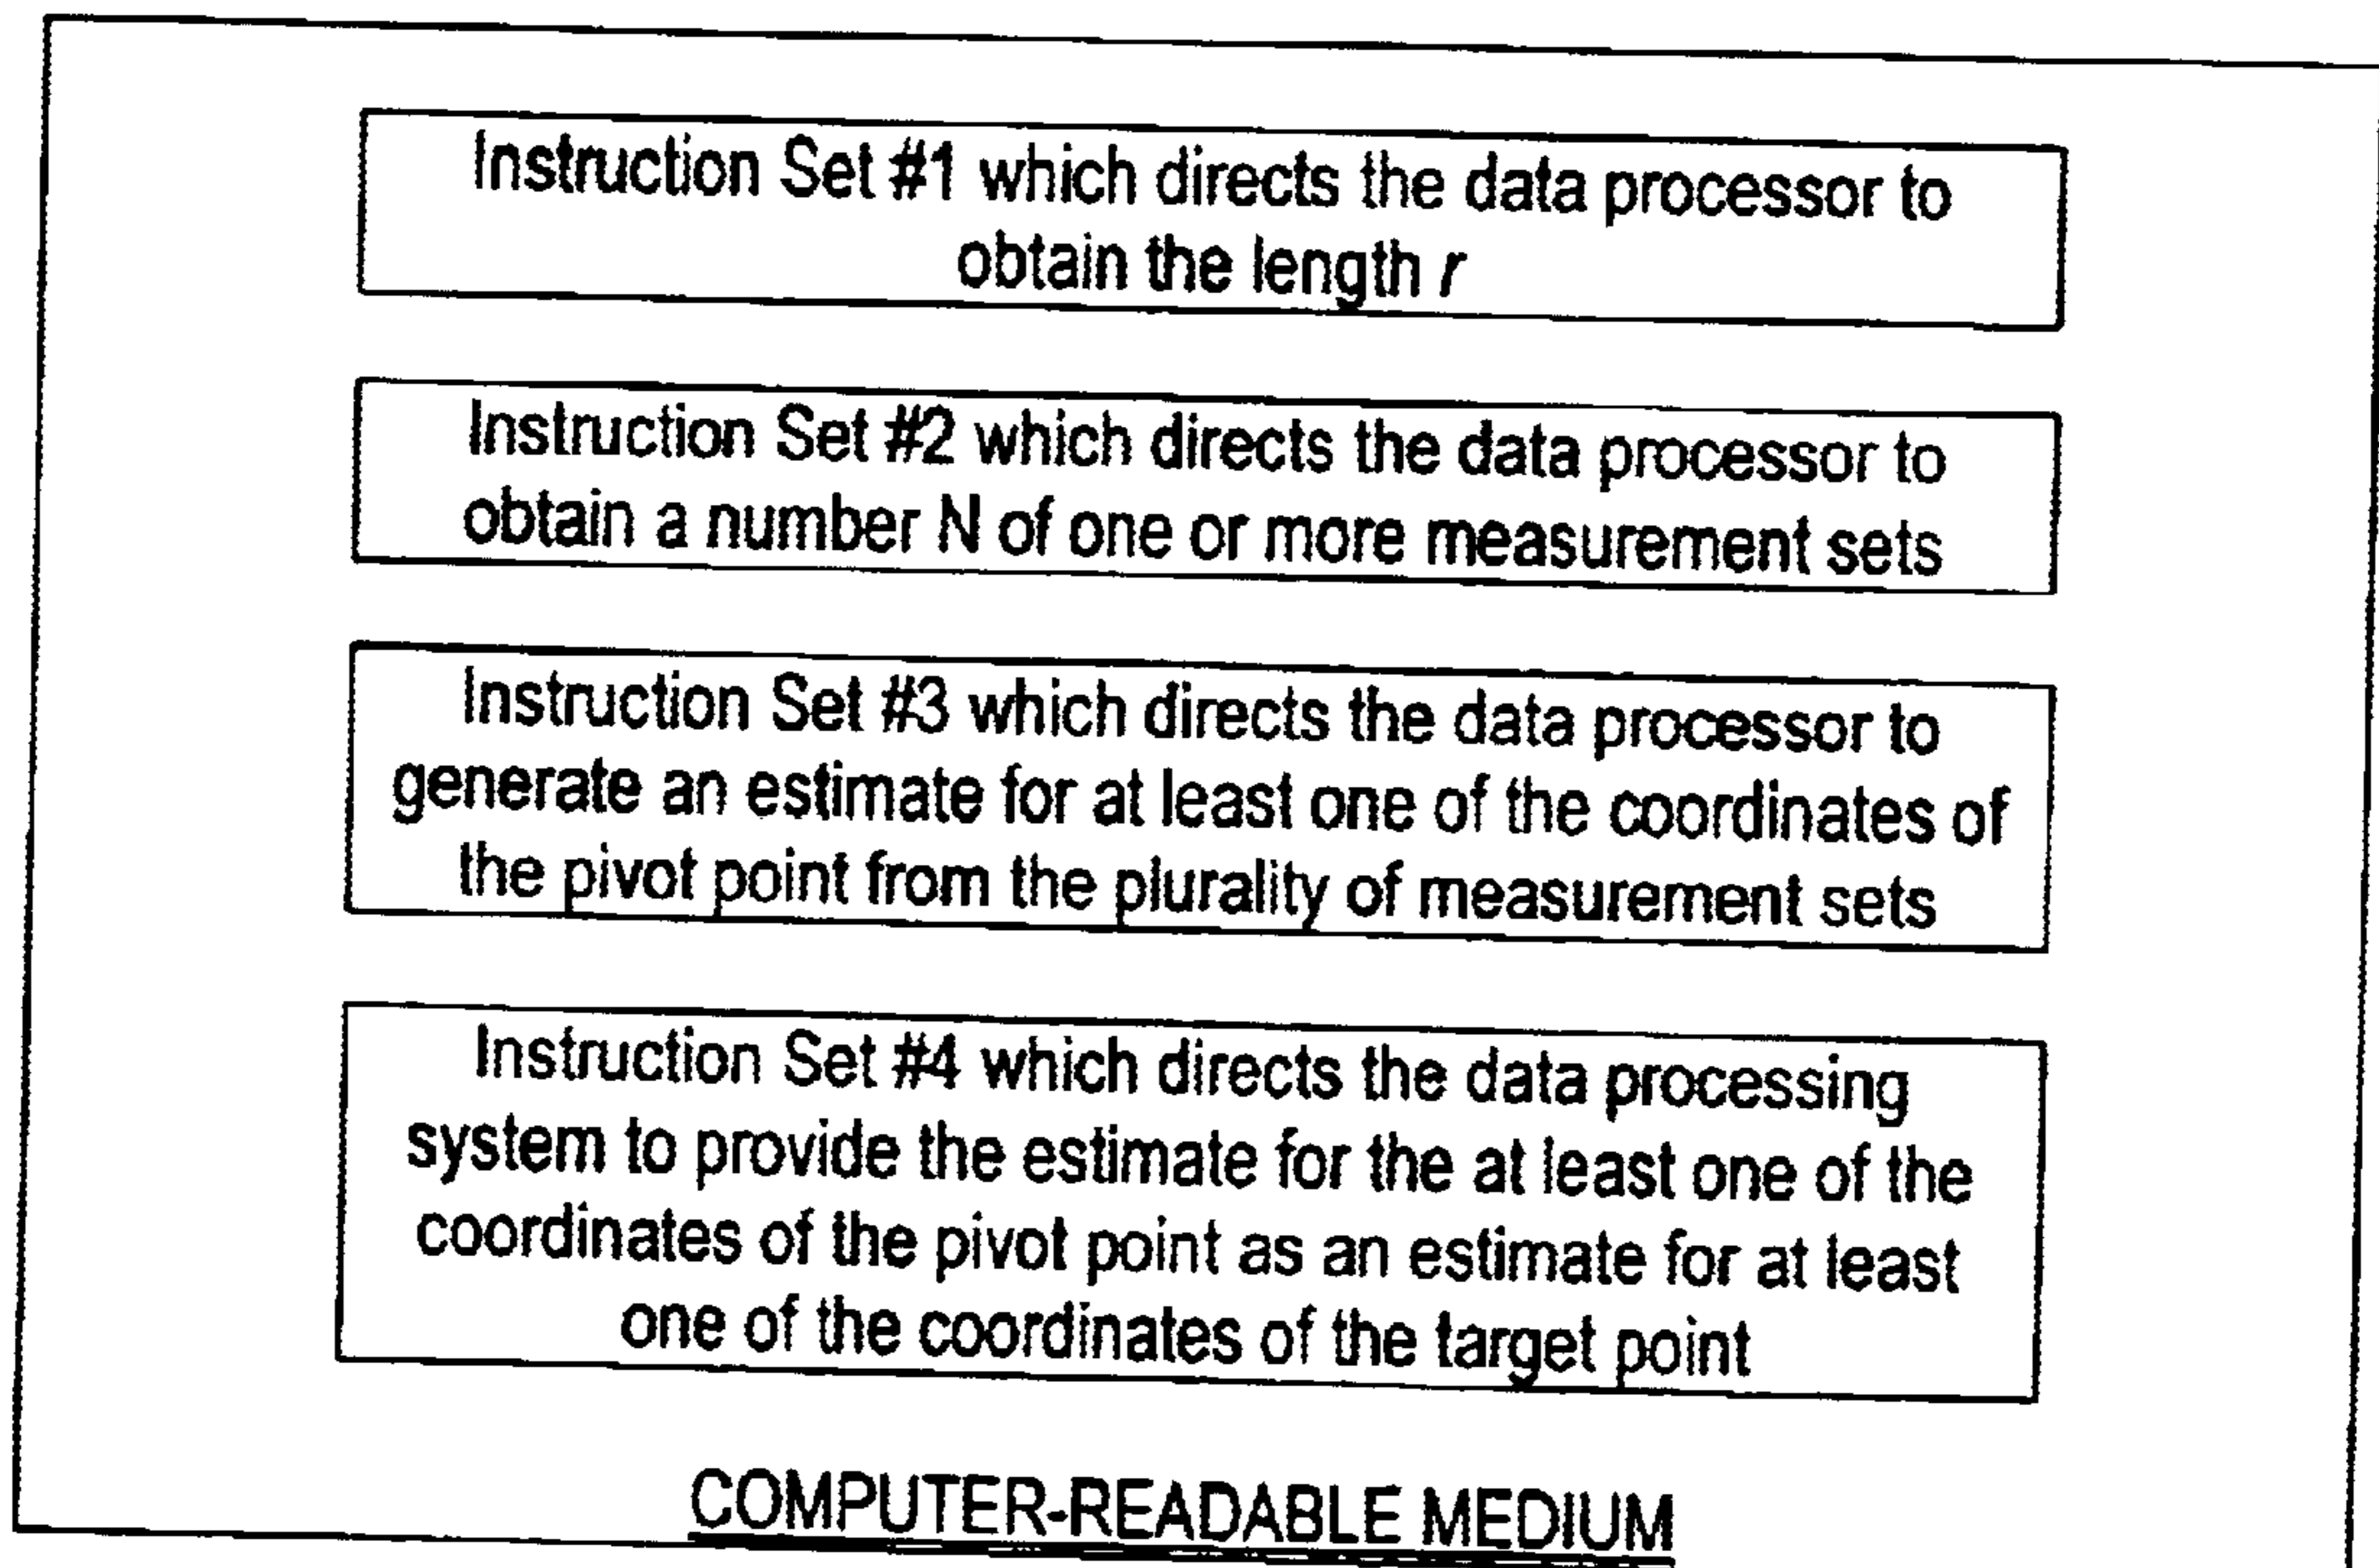 Instruction Set #1 which directs the data processor to
obtain the length r
Instruction Set #2 which directs the data processor to
obtain a number N of one or more measurement sets
Instruction Set #3 which directs the data processor to
generate an estimate for at least one of the coordinates of
the pivot point from the plurality of measurement sets
Instruction Set #4 which directs the data processing
system to provide the estimate for the at least one of the
coordinates of the pivot point as an estimate for at least
one of the coordinates of the target point
COMPUTER-READABLE MEDIUM